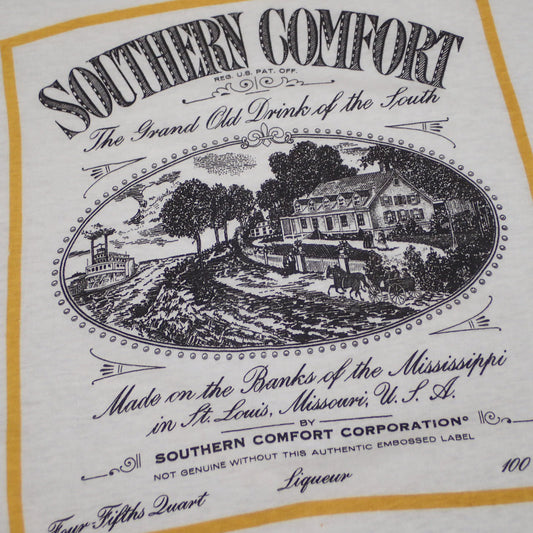 SOUTHERN COMFORT
REG. U.S. PAT. OFF.
The Grand Old Drink of the South
Made on the Banks of the Mississippi
in St. Louis, Missouri, U.S.A.
BY
SOUTHERN COMFORT CORPORATION®
NOT GENUINE WITHOUT THIS AUTHENTIC EMBOSSED LABEL
Four Fifths Quart
Liqueur
100